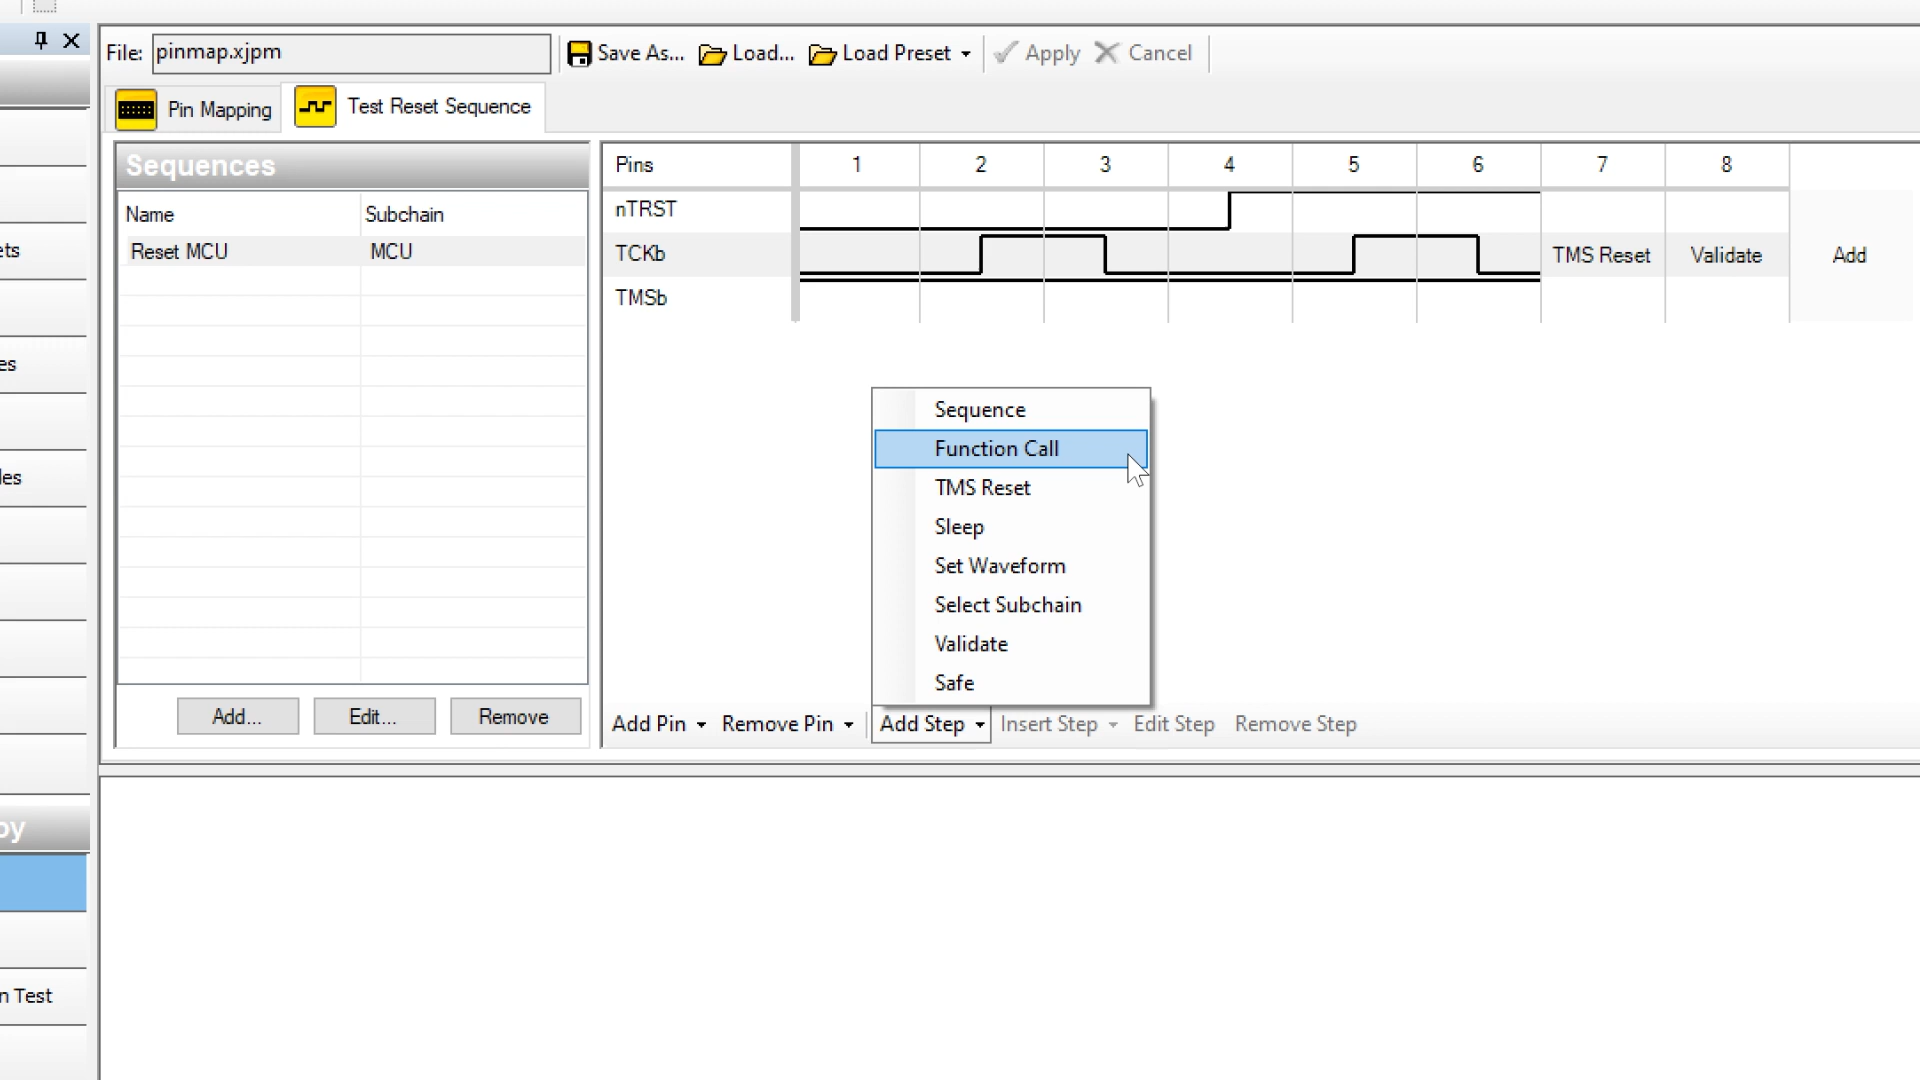 File: pinmap.xjpm Save As... Load... Load Preset Apply Cancel
Pin Mapping Test Reset Sequence
Sequences
Name Subchain
Reset MCU MCU
Add... Edit... Remove
Pins 1 2 3 4 5 6 7 8
nTRST
TCKb TMS Reset Validate Add
TMSb
Sequence
Function Call
TMS Reset
Sleep
Set Waveform
Select Subchain
Validate
Safe
Add Pin Remove Pin Add Step Insert Step Edit Step Remove Step
ets
es
les
by
n Test